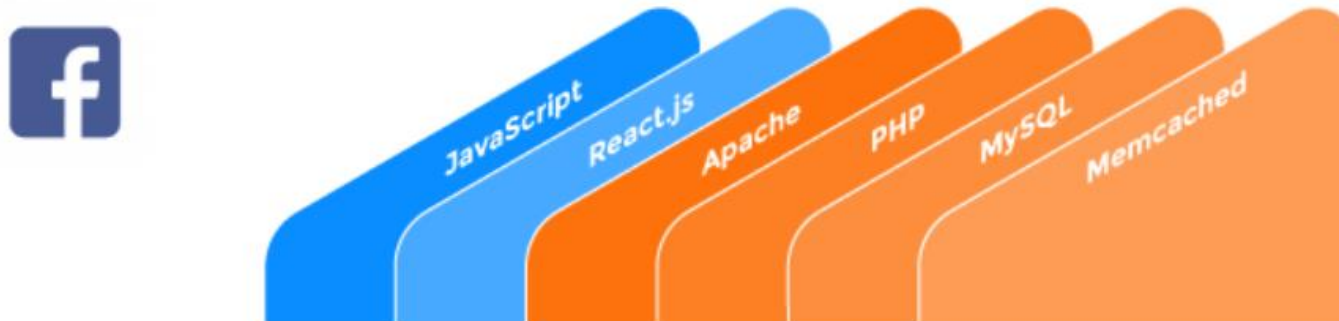 f
JavaScript
React.js
Apache
PHP
MySQL
Memcached